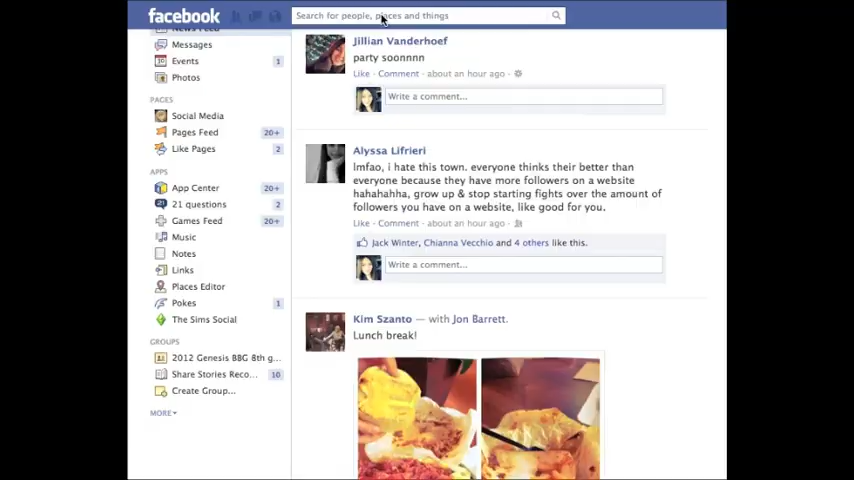 facebook
Search for people, places and things
News Feed
Messages
Events 1
Photos
PAGES
Social Media
Pages Feed 20+
Like Pages 2
APPS
App Center 20+
21 questions 2
Games Feed 20+
Music
Notes
Links
Places Editor
Pokes 1
The Sims Social
GROUPS
2012 Genesis BBG 8th g...
Share Stories Reco... 10
Create Group...
MORE
Jillian Vanderhoef
party soonnnn
Like · Comment · about an hour ago ·
Write a comment...
Alyssa Lifrieri
lmfao, i hate this town. everyone thinks their better than
everyone because they have more followers on a website
hahahahha, grow up & stop starting fights over the amount of
followers you have on a website, like good for you.
Like · Comment · about an hour ago ·
Jack Winter, Chianna Vecchio and 4 others like this.
Write a comment...
Kim Szanto — with Jon Barrett.
Lunch break!